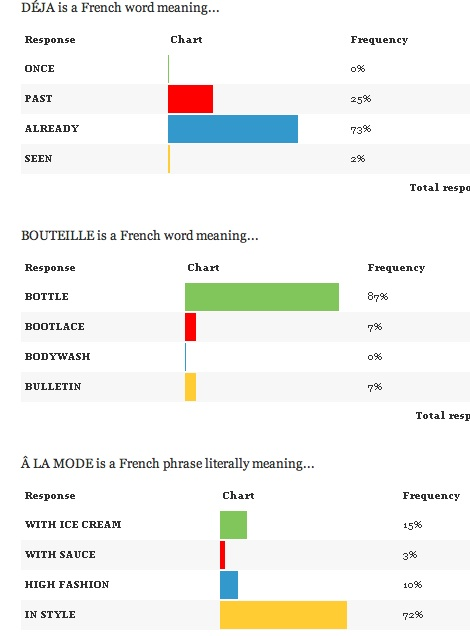 DÉJA is a French word meaning...
Response Chart Frequency
ONCE 0%
PAST 25%
ALREADY 73%
SEEN 2%
Total respo
BOUTEILLE is a French word meaning...
Response Chart Frequency
BOTTLE 87%
BOOTLACE 7%
BODYWASH 0%
BULLETIN 7%
Total resp
 LA MODE is a French phrase literally meaning...
Response Chart Frequency
WITH ICE CREAM 15%
WITH SAUCE 3%
HIGH FASHION 10%
IN STYLE 72%